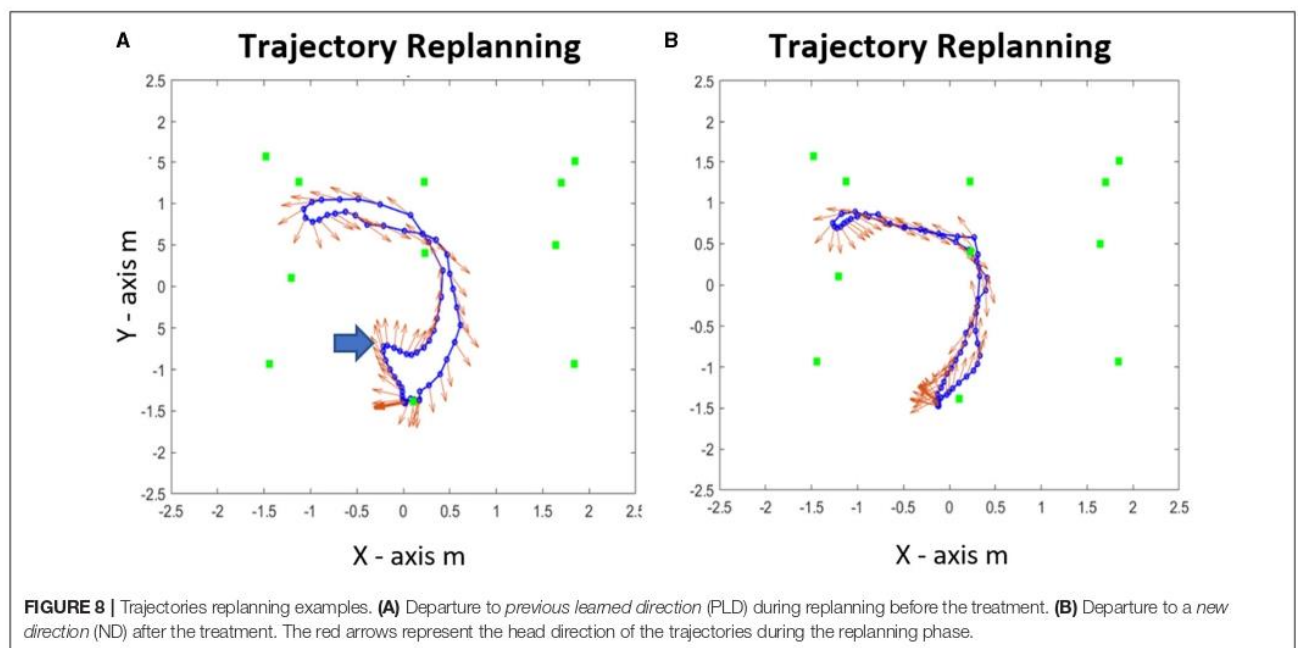 A
Trajectory Replanning
2.5
2
· 5
1
5
0
5
-1
-1.5
-2
-2.5
-2.5 -2 -1.5 -1 -0.5 0 0.5 1 1.5 2 2.5
Y - axis m
X - axis m
B
Trajectory Replanning
2.5
2
1.5
1
0.5
0
-0.5
-1
-1.5
-2
-2.5
-2.5 -2 -1.5 -1 -0.5 0 0.5 1 1.5 2 2.5
X - axis m
FIGURE 8 | Trajectories replanning examples. (A) Departure to previous learned direction (PLD) during replanning before the treatment. (B) Departure to a new
direction (ND) after the treatment. The red arrows represent the head direction of the trajectories during the replanning phase.